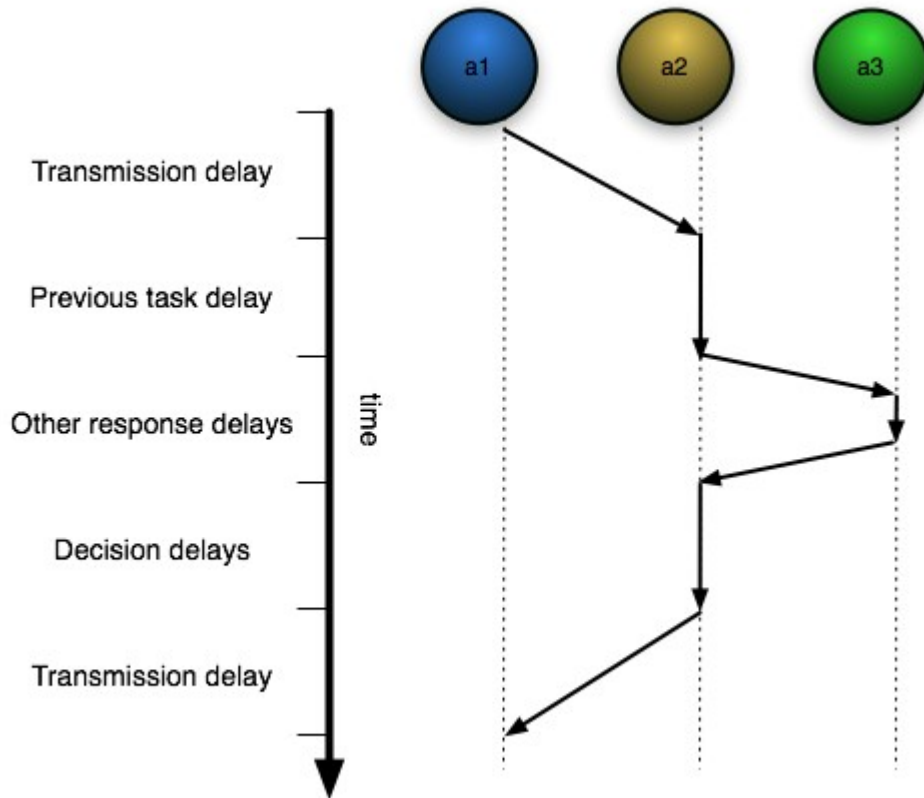 a1
a2
a3
Transmission delay
Previous task delay
Other response delays
time
Decision delays
Transmission delay